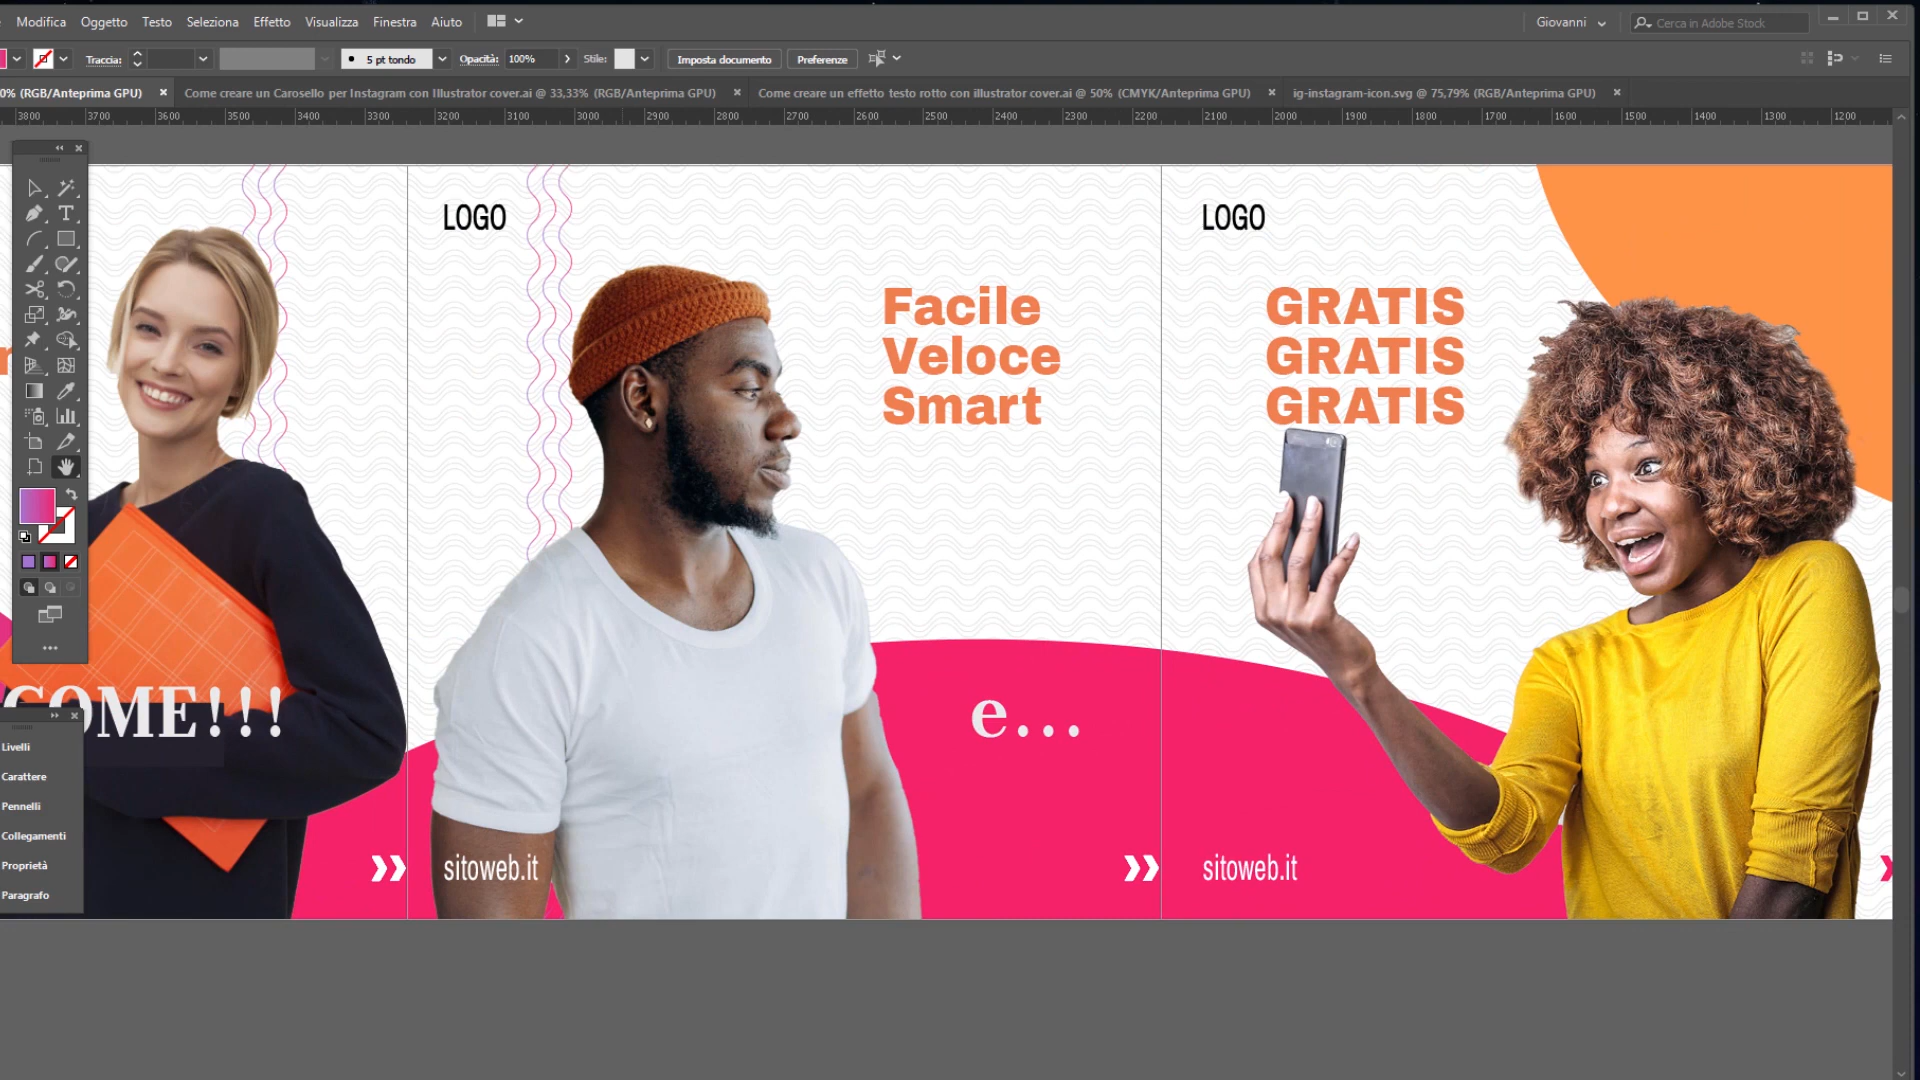 Modifica Oggetto Testo Seleziona Effetto Visualizza Finestra Aiuto Giovanni Cerca in Adobe Stock
Traccia: 5 pt tondo Opacità: 100% Stile: Imposta documento Preferenze
0% (RGB/Anteprima GPU) × Come creare un Carosello per Instagram con Illustrator cover.ai @ 33,33% (RGB/Anteprima GPU) × Come creare un effetto testo rotto con illustrator cover.ai @ 50% (CMYK/Anteprima GPU) × ig-instagram-icon.svg @ 75,79% (RGB/Anteprima GPU) ×
3800 3700 3600 3500 3400 3300 3200 3100 3000 2900 2800 2700 2600 2500 2400 2300 2200 2100 2000 1900 1800 1700 1600 1500 1400 1300 1200
LOGO
LOGO
Facile
Veloce
Smart
GRATIS
GRATIS
GRATIS
COME!!!
e...
Livelli
Carattere
Pennelli
Collegamenti
Proprietà
Paragrafo
sitoweb.it
sitoweb.it